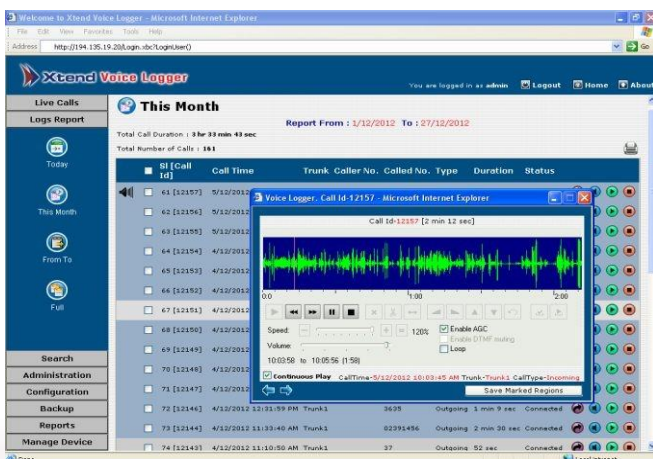 Welcome to Xtend Voice Logger - Microsoft Internet Explorer
File Edit View Favorites Tools Help
Address http://194.135.19.20/Login.xbc?LoginUser() Go
Xtend Voice Logger
You are logged in as admin Logout Home About
Live Calls
Logs Report
Today
This Month
From To
Full
Search
Administration
Configuration
Backup
Reports
Manage Device
This Month
Report From : 1/12/2012 To : 27/12/2012
Total Call Duration : 3 hr 33 min 43 sec
Total Number of Calls : 161
Sl [Call Id] Call Time Trunk Caller No. Called No. Type Duration Status
61 [12157] 5/12/2012
62 [12156] 5/12/2012
63 [12155] 5/12/2012
64 [12154] 4/12/2012
65 [12153] 4/12/2012
66 [12152] 4/12/2012
67 [12151] 4/12/2012
68 [12150] 4/12/2012
69 [12149] 4/12/2012
70 [12148] 4/12/2012
71 [12147] 4/12/2012
72 [12146] 4/12/2012 12:31:59 PM Trunk1 3635 Outgoing 1 min 9 sec Connected
73 [12144] 4/12/2012 11:33:40 AM Trunk1 02391456 Outgoing 2 min 30 sec Connected
74 [12143] 4/12/2012 11:10:50 AM Trunk1 37 Outgoing 52 sec Connected
Voice Logger. Call Id-12157 - Microsoft Internet Explorer
Call Id-12157 [2 min 12 sec]
0:0 1:00 2:00
Speed: 120% Enable AGC
Enable DTMF muting
Volume: Loop
10:03:58 to 10:05:56 (1:58)
Continuous Play CallTime-5/12/2012 10:03:45 AM Trunk-Trunk1 CallType-Incoming
Save Marked Regions
Done
Local intranet